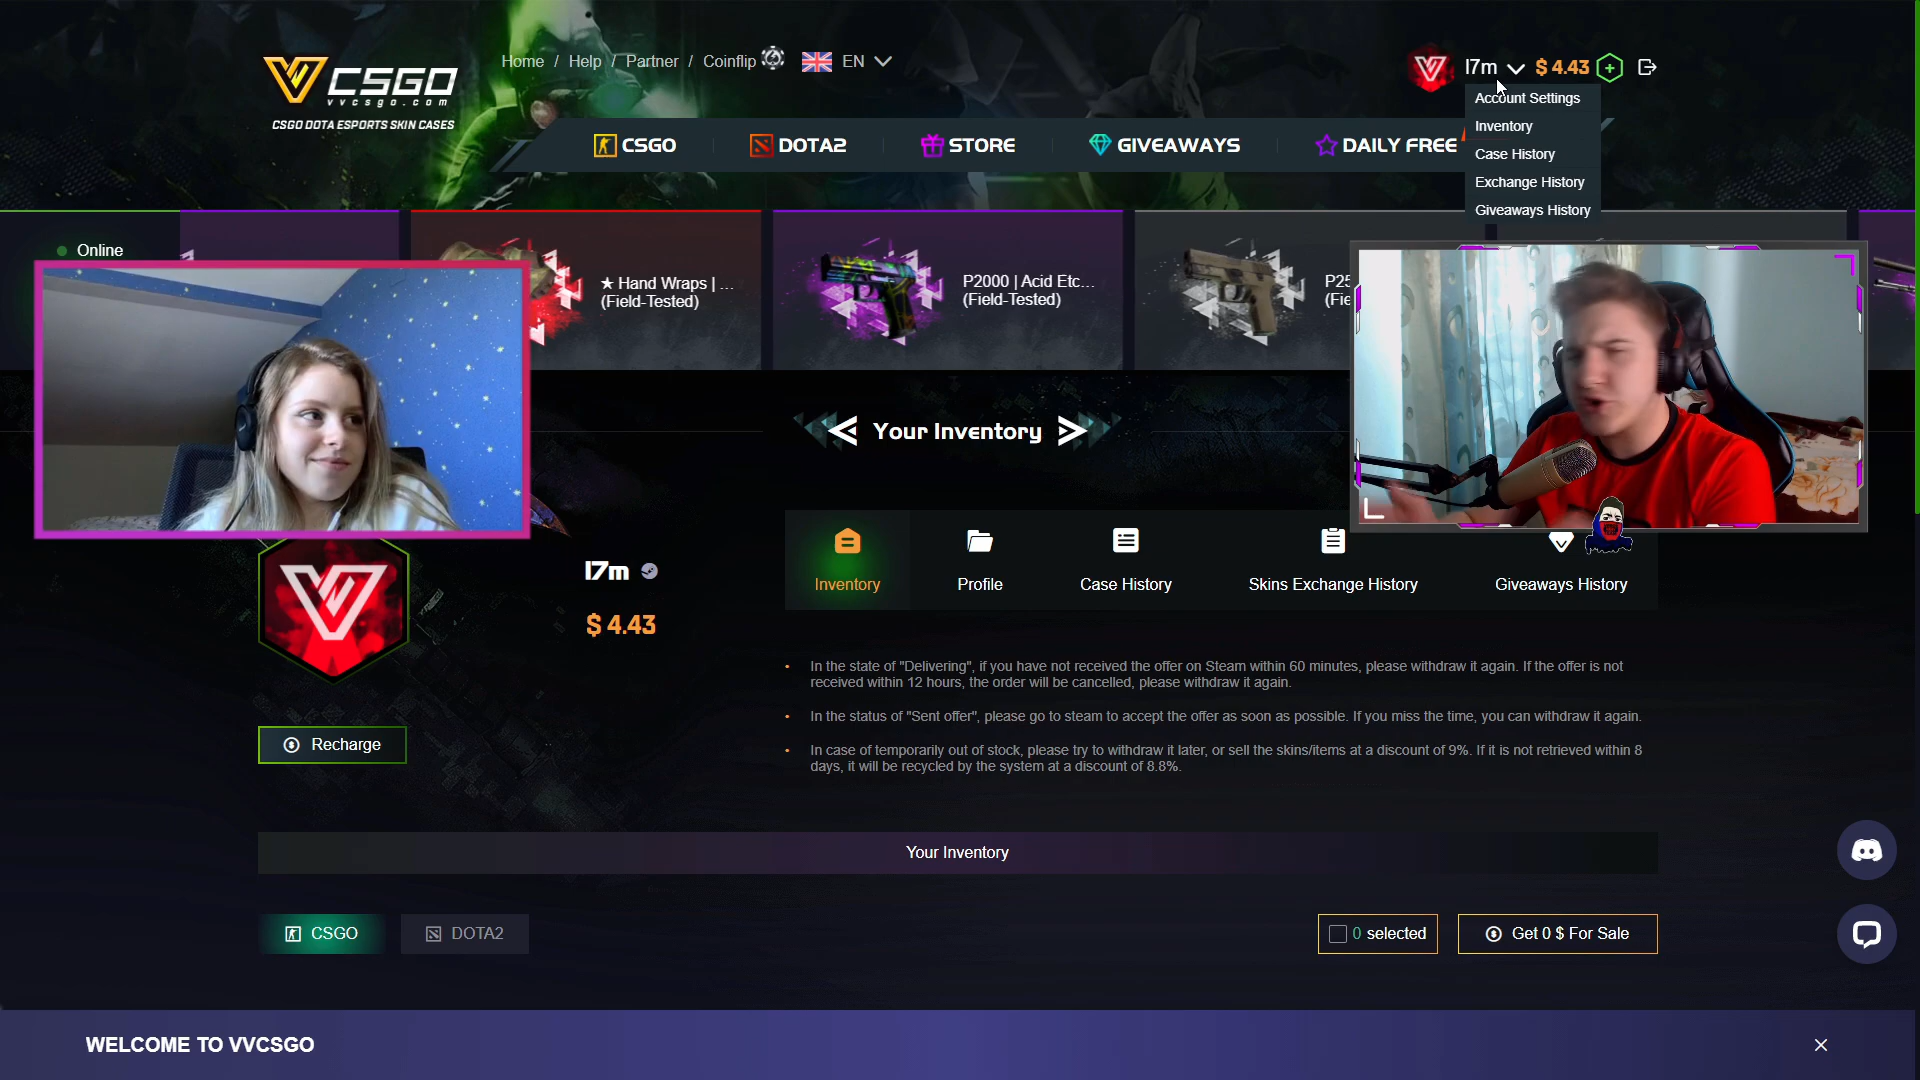 Home / Help / Partner / Coinflip
EN
17m
$ 4.43
VCSGO
vvcsgo.com
CSGO DOTA ESPORTS SKIN CASES
Account Settings
Inventory
Case History
Exchange History
Giveaways History
CSGO
DOTA2
STORE
GIVEAWAYS
DAILY FREE
Online
★ Hand Wraps | ...
(Field-Tested)
P2000 | Acid Etc...
(Field-Tested)
Your Inventory
17m
$ 4.43
Recharge
Inventory
Profile
Case History
Skins Exchange History
Giveaways History
In the state of "Delivering", if you have not received the offer on Steam within 60 minutes, please withdraw it again. If the offer is not
received within 12 hours, the order will be cancelled, please withdraw it again.
In the status of "Sent offer", please go to steam to accept the offer as soon as possible. If you miss the time, you can withdraw it again.
In case of temporarily out of stock, please try to withdraw it later, or sell the skins/items at a discount of 9%. If it is not retrieved within 8
days, it will be recycled by the system at a discount of 8.8%.
Your Inventory
CSGO
DOTA2
0 selected
Get 0 $ For Sale
WELCOME TO VVCSGO